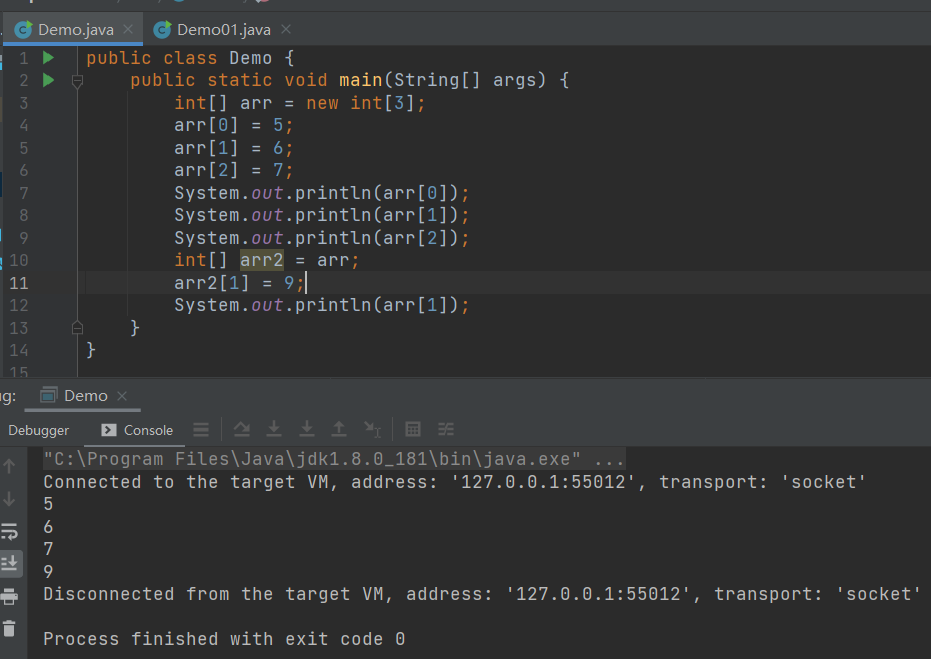 Demo.java
Demo01.java
1 public class Demo {
2 public static void main(String[] args) {
3 int[] arr = new int[3];
4 arr[0] = 5;
5 arr[1] = 6;
6 arr[2] = 7;
7 System.out.println(arr[0]);
8 System.out.println(arr[1]);
9 System.out.println(arr[2]);
10 int[] arr2 = arr;
11 arr2[1] = 9;
12 System.out.println(arr[1]);
13 }
14 }
15
ug: Demo
Debugger Console
"C:\Program Files\Java\jdk1.8.0_181\bin\java.exe" ...
Connected to the target VM, address: '127.0.0.1:55012', transport: 'socket'
5
6
7
9
Disconnected from the target VM, address: '127.0.0.1:55012', transport: 'socket'
Process finished with exit code 0